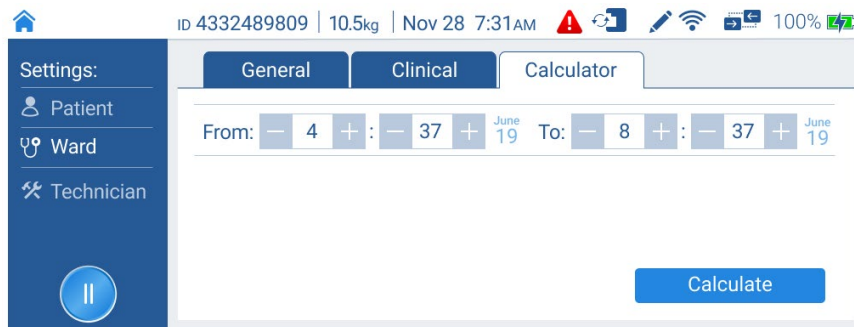 ID 4332489809 | 10.5kg | Nov 28 7:31AM 100%
Settings:
Patient
Ward
Technician
General Clinical Calculator
From: − 4 + : − 37 + June 19 To: − 8 + : − 37 + June 19
Calculate